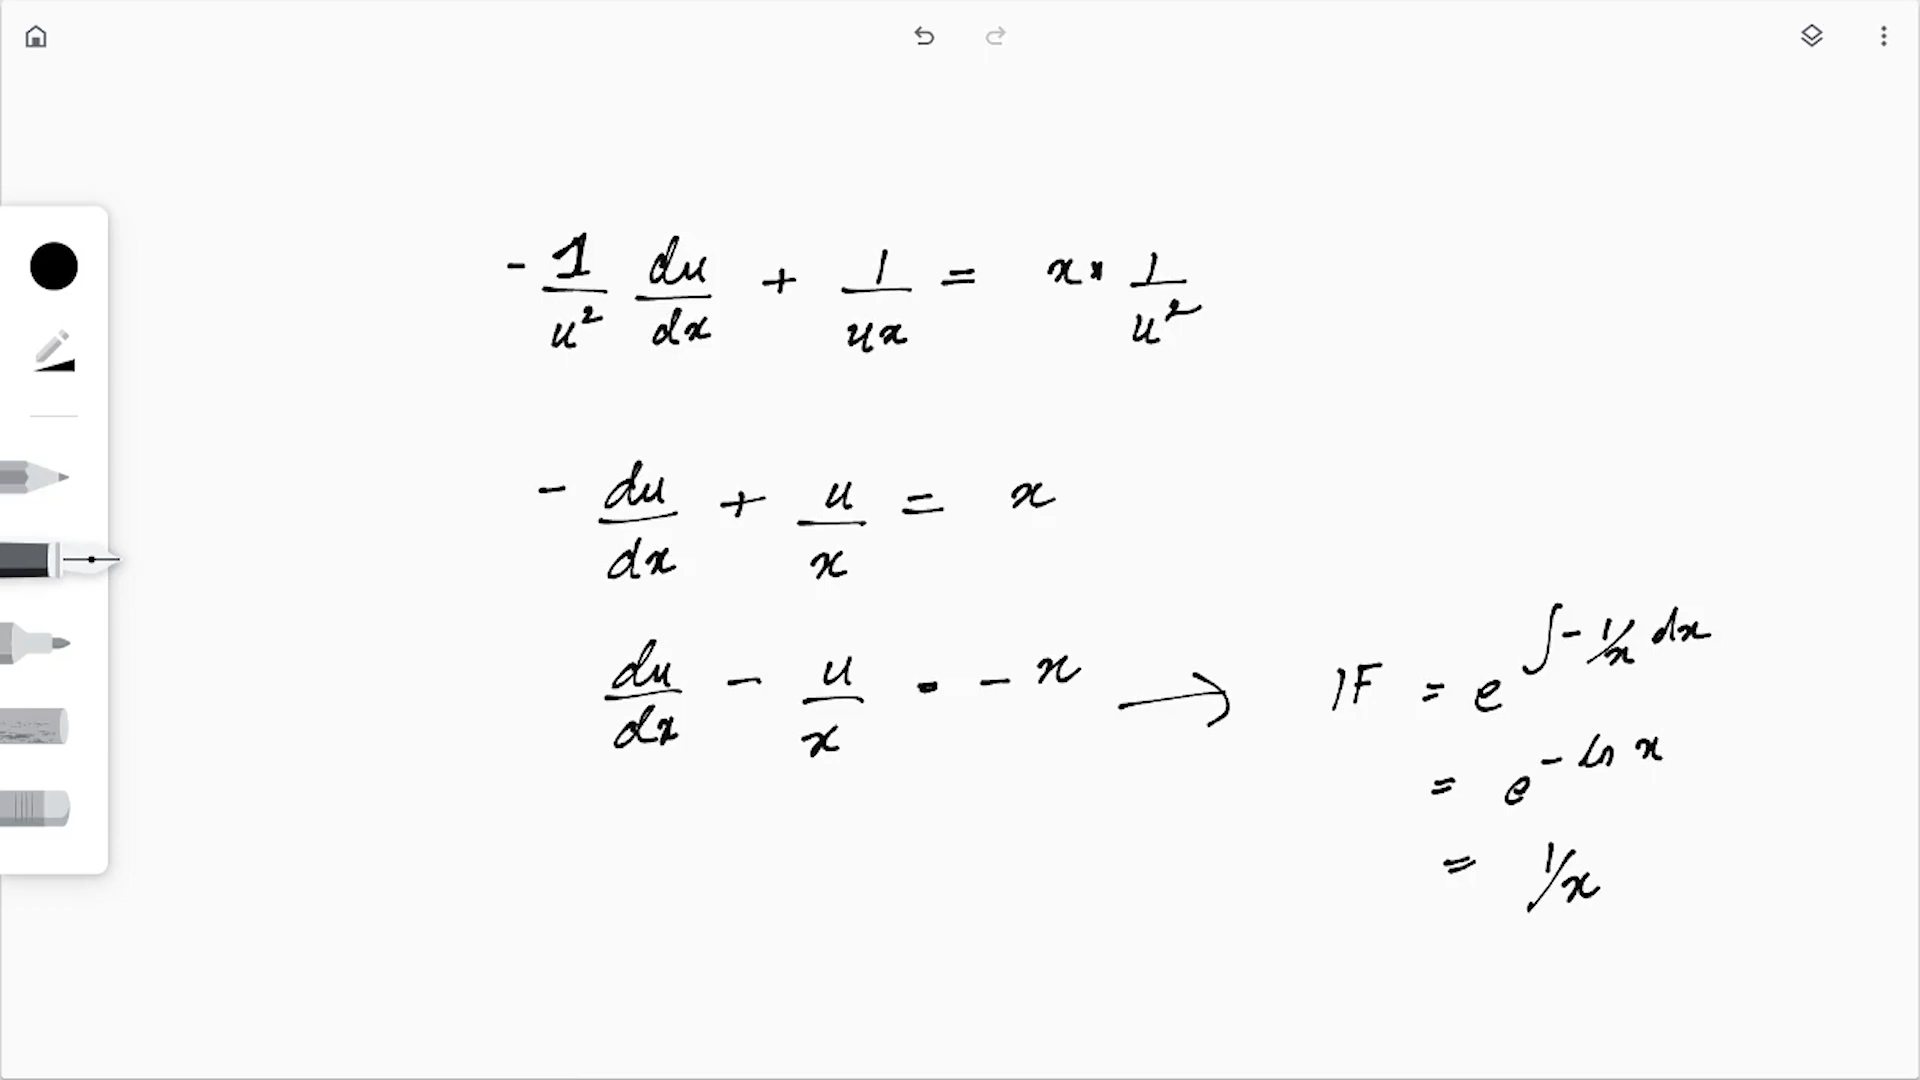 - 1/u² du/dx + 1/ux = x * 1/u²
- du/dx + u/x = x
du/dx - u/x = - x → IF = e^∫-1/x dx
= e^- ln x
= 1/x